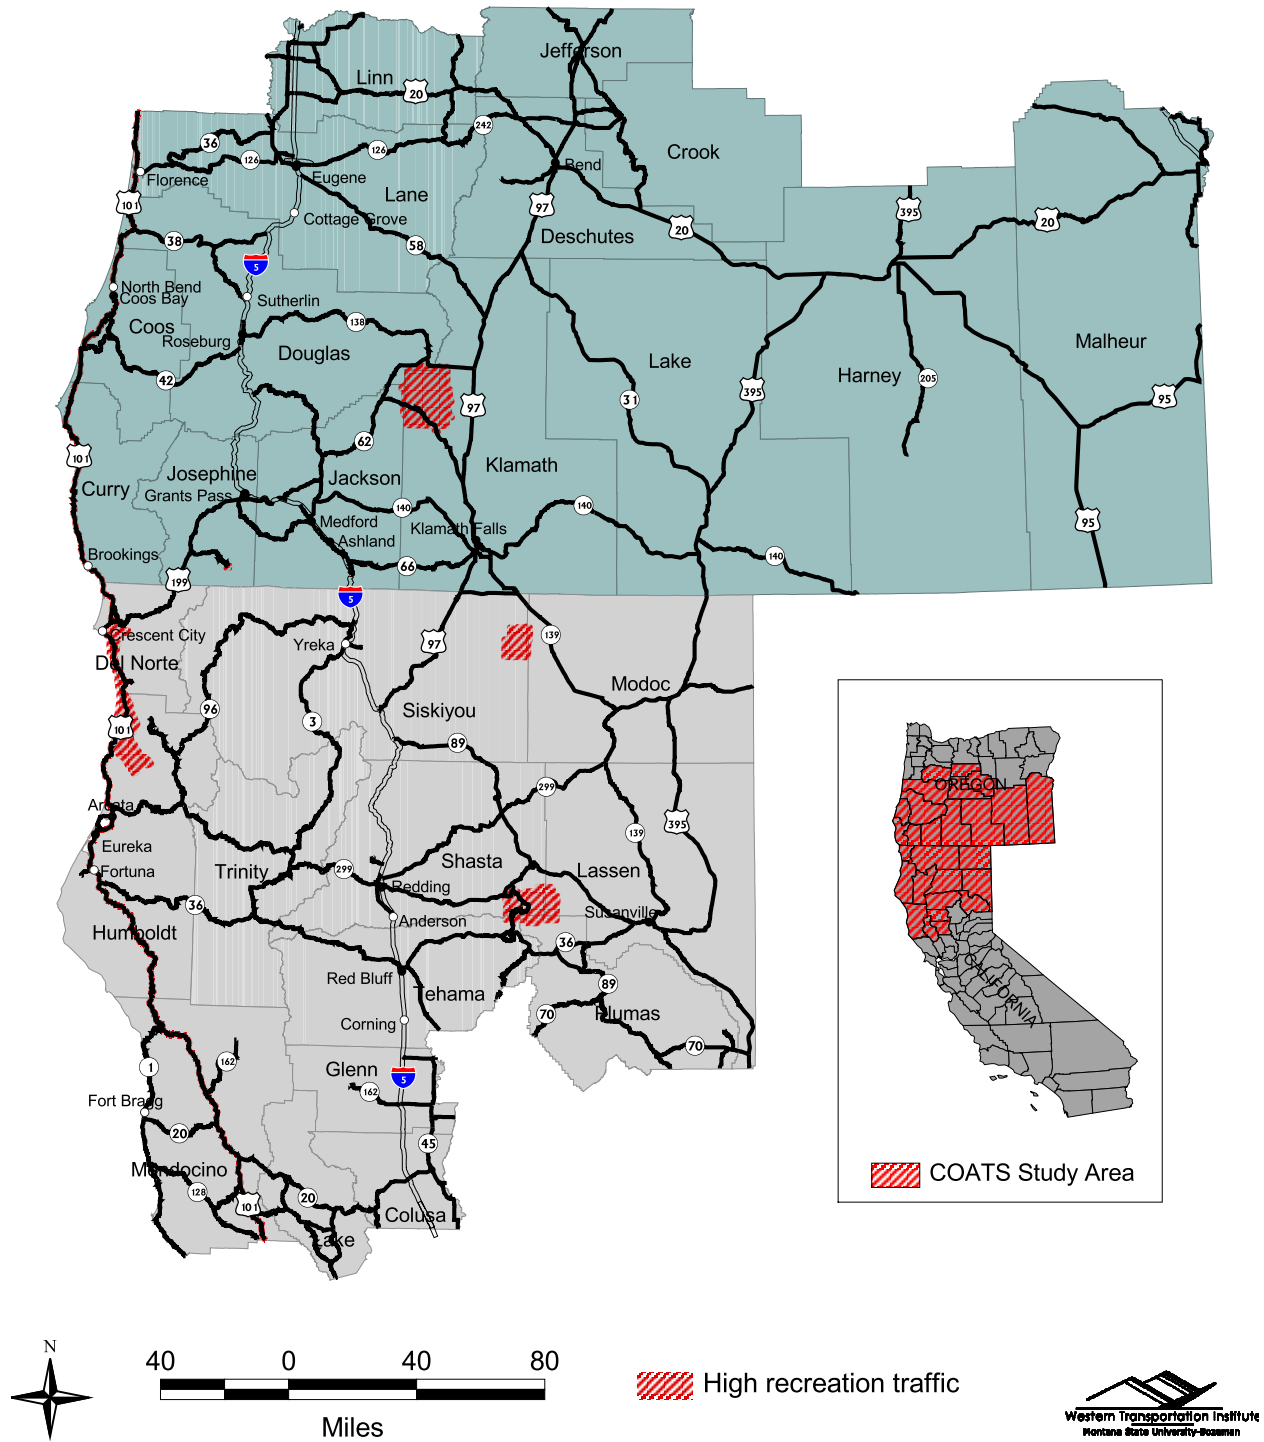 Jefferson
Linn
20
242
36
126
126
Crook
Bend
Florence
Eugene
Lane
101
Cottage Grove
97
395
20
20
38
58
Deschutes
5
North Bend
Coos Bay
Sutherlin
138
Coos
Roseburg
Douglas
Lake
Malheur
42
Harney
205
395
95
97
31
62
101
Klamath
Josephine
Jackson
Curry
Grants Pass
140
140
Medford
Klamath Falls
95
Ashland
Brookings
66
140
199
5
Crescent City
Yreka
97
139
Del Norte
Modoc
96
Siskiyou
3
101
89
OREGON
299
Arcata
139
395
Eureka
Shasta
Fortuna
Trinity
299
Lassen
Redding
36
Anderson
Susanville
Humboldt
36
CALIFORNIA
Red Bluff
89
Tehama
70
Plumas
Corning
70
162
1
Glenn
5
162
Fort Bragg
20
45
Mendocino
COATS Study Area
128
20
101
Colusa
Lake
N
40 0 40 80
High recreation traffic
Miles
Western Transportation Institute
Montana State University-Bozeman